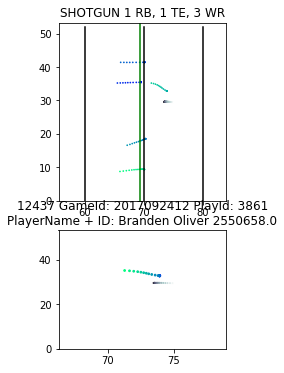 SHOTGUN 1 RB, 1 TE, 3 WR
50
40
30
20
10
0
60 70 80
12437 GameId: 2017092412 PlayId: 3861
PlayerName + ID: Branden Oliver 2550658.0
40
20
0
70 75